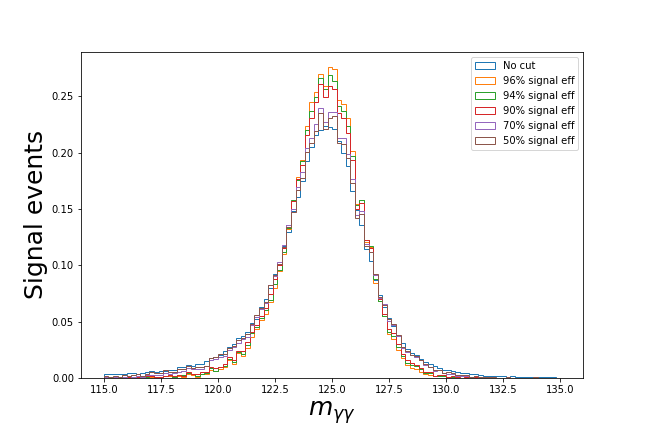 No cut
96% signal eff
94% signal eff
90% signal eff
70% signal eff
50% signal eff
Signal events
0.25
0.20
0.15
0.10
0.05
0.00
115.0 117.5 120.0 122.5 125.0 127.5 130.0 132.5 135.0
mγγ